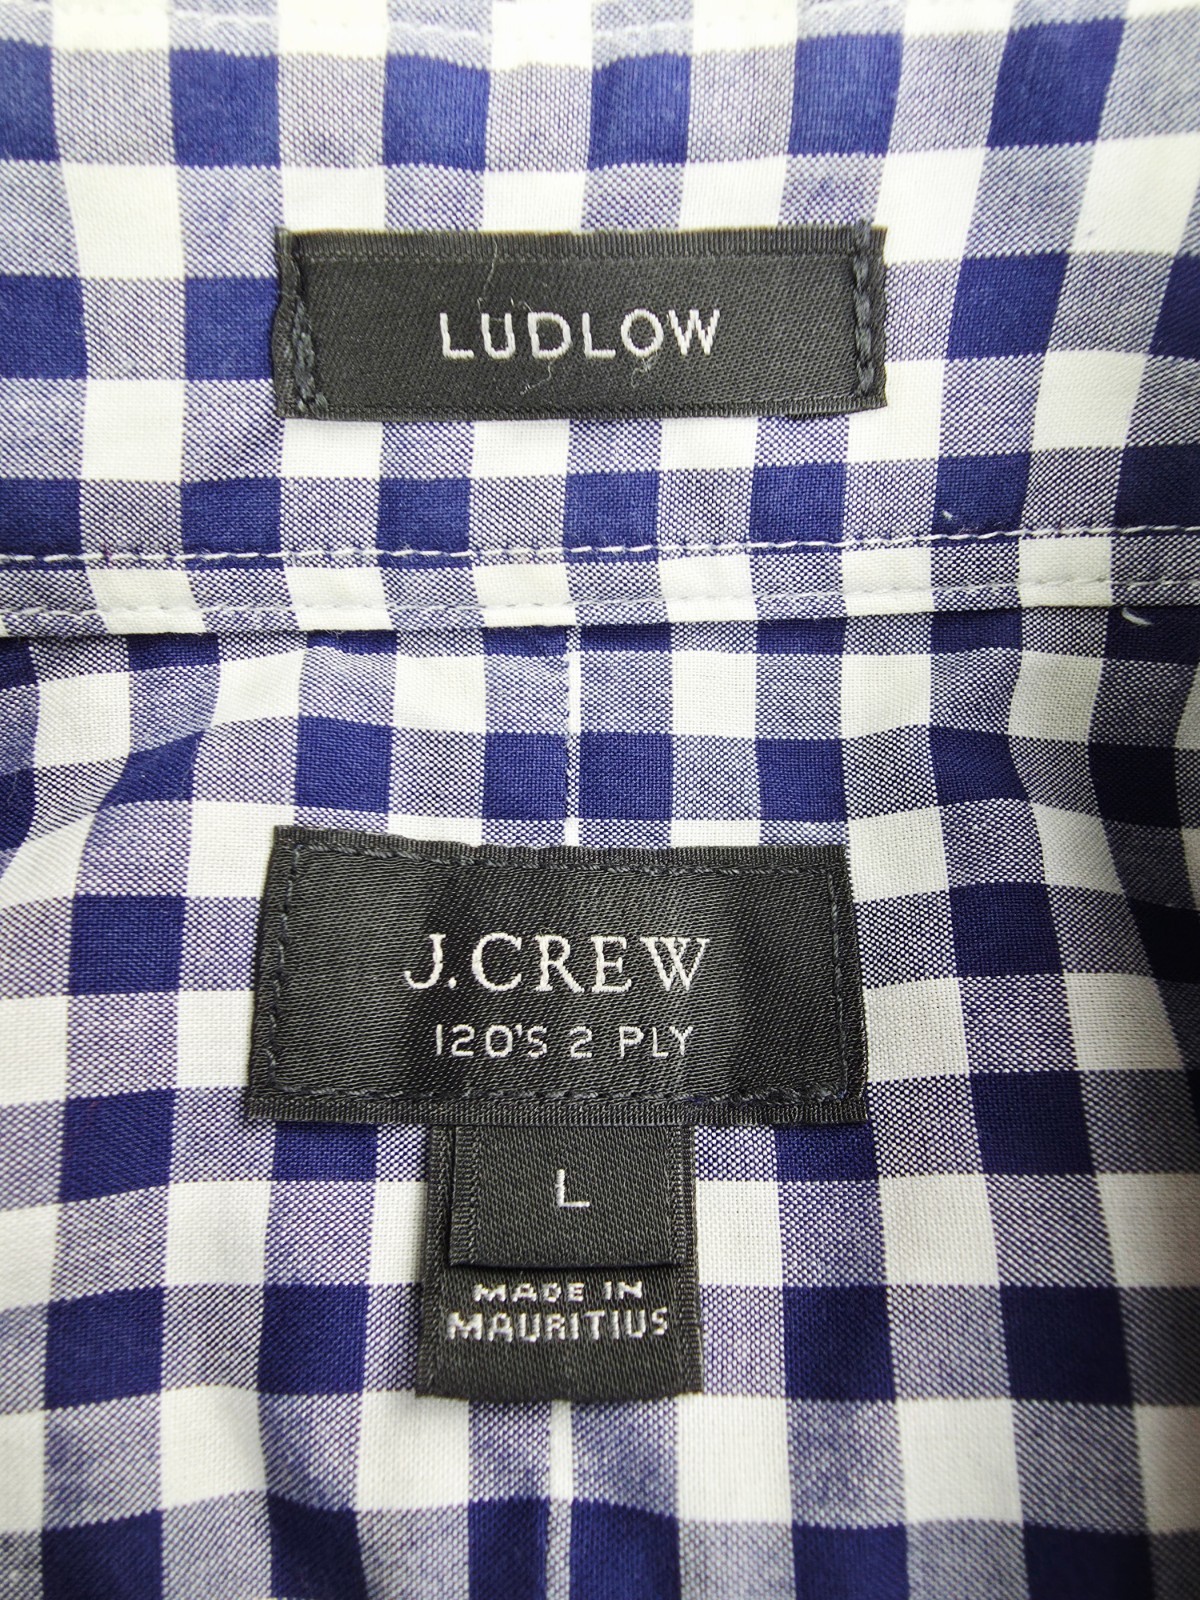 LUDLOW
J.CREW
120'S 2 PLY
L
MADE IN
MAURITIUS